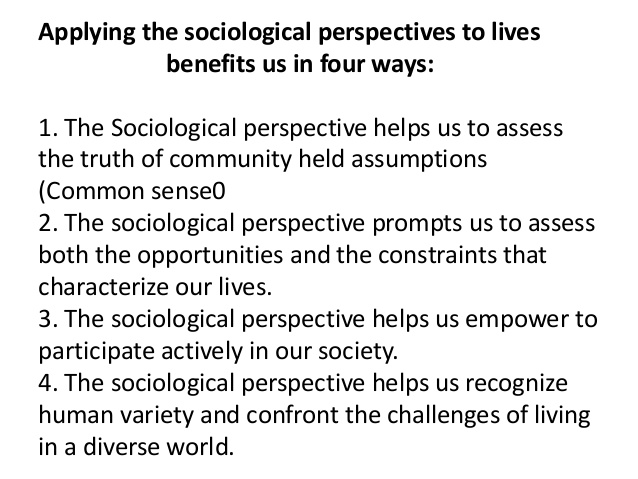 Applying the sociological perspectives to lives
benefits us in four ways:
1. The Sociological perspective helps us to assess
the truth of community held assumptions
(Common sense0
2. The sociological perspective prompts us to assess
both the opportunities and the constraints that
characterize our lives.
3. The sociological perspective helps us empower to
participate actively in our society.
4. The sociological perspective helps us recognize
human variety and confront the challenges of living
in a diverse world.